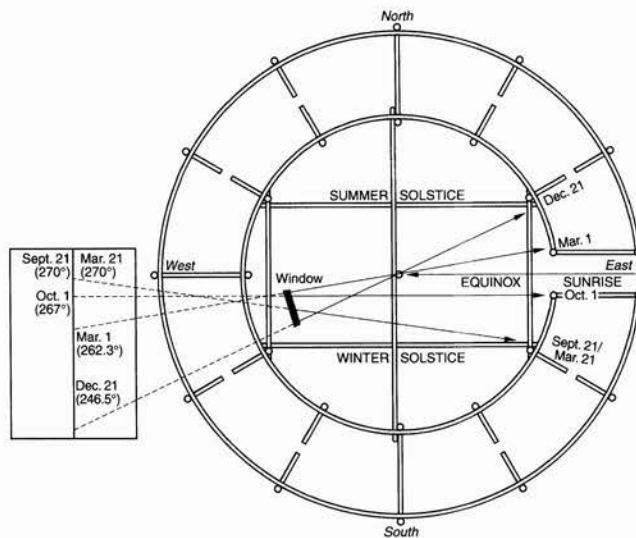 North
SUMMER SOLSTICE
Dec. 21
Mar. 1
Sept. 21
(270°)
Mar. 21
(270°)
West
East
Window
EQUINOX
SUNRISE
Oct. 1
(267°)
Oct. 1
Mar. 1
(262.3°)
Sept. 21/
Mar. 21
WINTER SOLSTICE
Dec. 21
(246.5°)
South